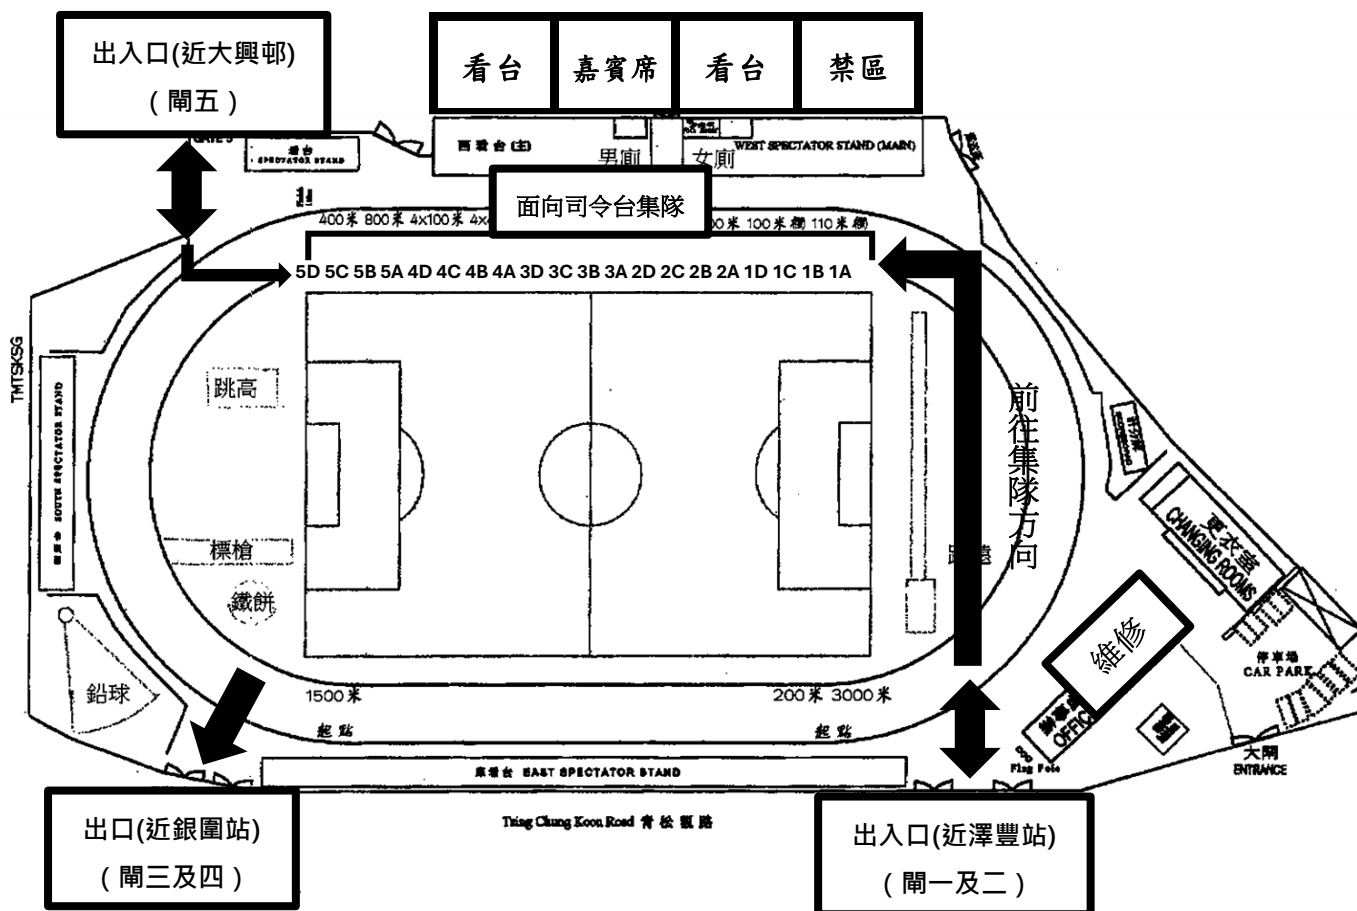 出入口(近大興邨)
（閘五）
看台
嘉賓席
看台
禁區
看台
SPECTATOR STAND
西看台(主)
男廁
女廁
WEST SPECTATOR STAND (MAIN)
面向司令台集隊
400米 800米 4x100米
100米欄 110米欄
5D 5C 5B 5A 4D 4C 4B 4A 3D 3C 3B 3A 2D 2C 2B 2A 1D 1C 1B 1A
TMTSKSG
SOUTH SPECTATOR STAND
跳高
標槍
鐵餅
鉛球
前往集隊方向
更衣室
CHANGING ROOMS
維修
停車場
CAR PARK
1500米
200米 3000米
起點
起點
Flag Pole
大閘
ENTRANCE
東看台 EAST SPECTATOR STAND
Tsing Chung Koon Road 青松觀路
出口(近銀圍站)
（閘三及四）
出入口(近澤豐站)
（閘一及二）